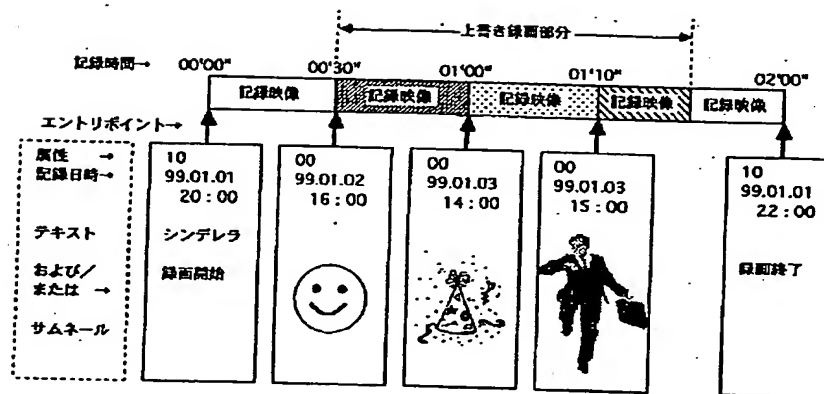 上書き録画部分
記録時間→ 00'00" 00'30" 01'00" 01'10" 02'00"
記録映像 記録映像 記録映像 記録映像 記録映像
エントリポイント→
属性 →
記録日時→
テキスト
および/
または →
サムネール
10
99.01.01
20:00
シンデレラ
録画開始
00
99.01.02
16:00
00
99.01.03
14:00
00
99.01.03
15:00
10
99.01.01
22:00
録画終了